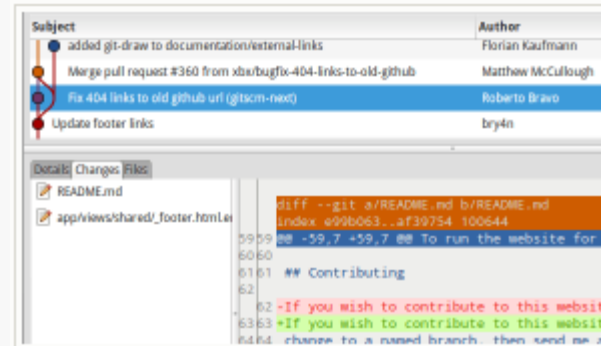 Subject Author
added git-draw to documentation/external-links Florian Kaufmann
Merge pull request #360 from xbx/bugfix-404-links-to-old-github Matthew McCullough
Fix 404 links to old github url (gitscm-next) Roberto Bravo
Update footer links bry4n
Details Changes Files
README.md
app/views/shared/_footer.html.e
diff --git a/README.md b/README.md
index e99b063..af39754 100644
59 59 @@ -59,7 +59,7 @@ To run the website for
60 60
61 61 ## Contributing
62
62 -If you wish to contribute to this websit
63 63 +If you wish to contribute to this websit
64 64 change to a named branch, then send me a